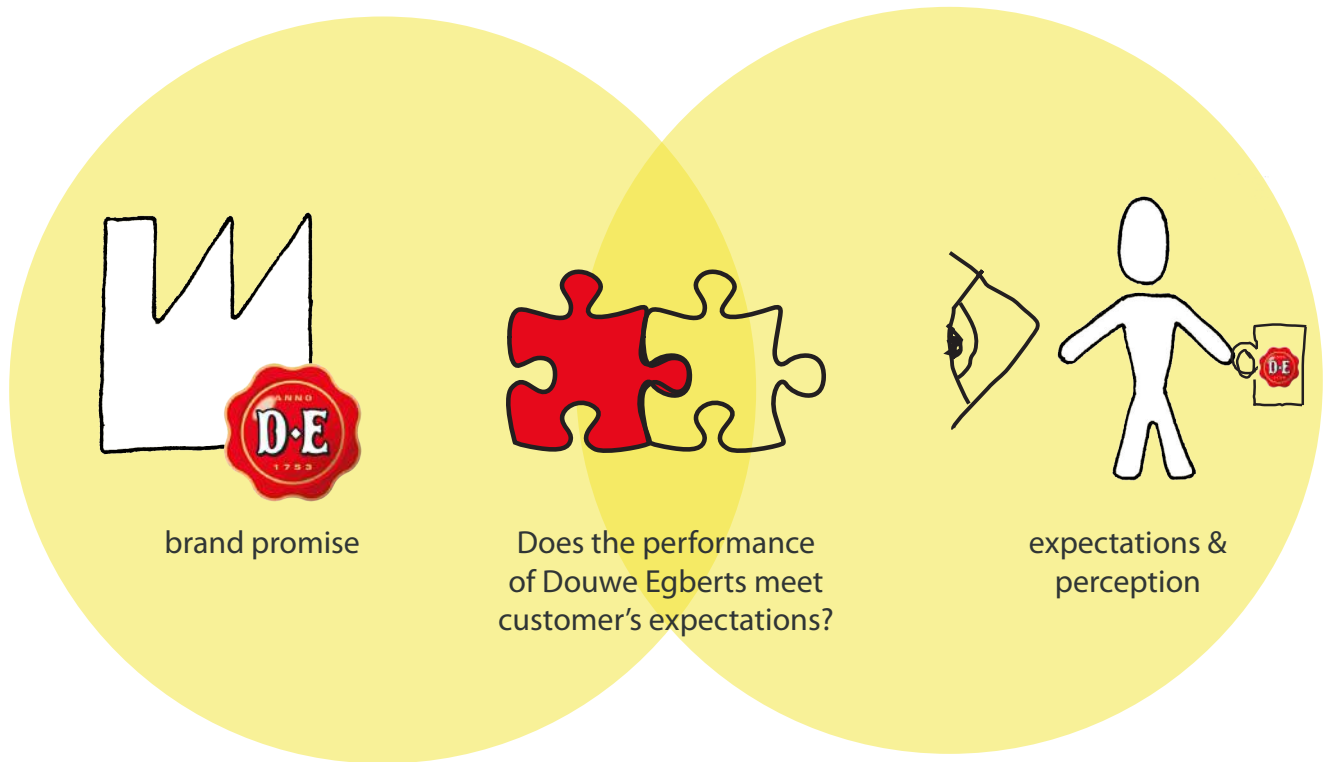 ANNO
D·E
1753
D·E
brand promise
Does the performance
of Douwe Egberts meet
customer’s expectations?
expectations &
perception